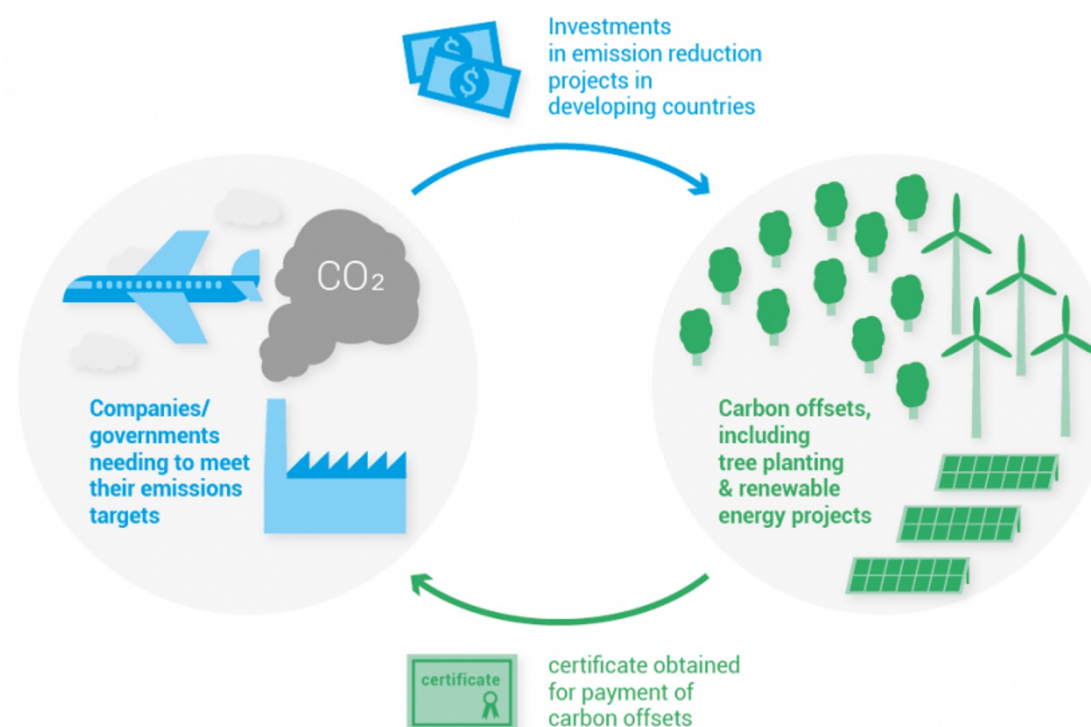 Investments
in emission reduction
projects in
developing countries
$
$
CO₂
Companies/
governments
needing to meet
their emissions
targets
Carbon offsets,
including
tree planting
& renewable
energy projects
certificate
certificate obtained
for payment of
carbon offsets